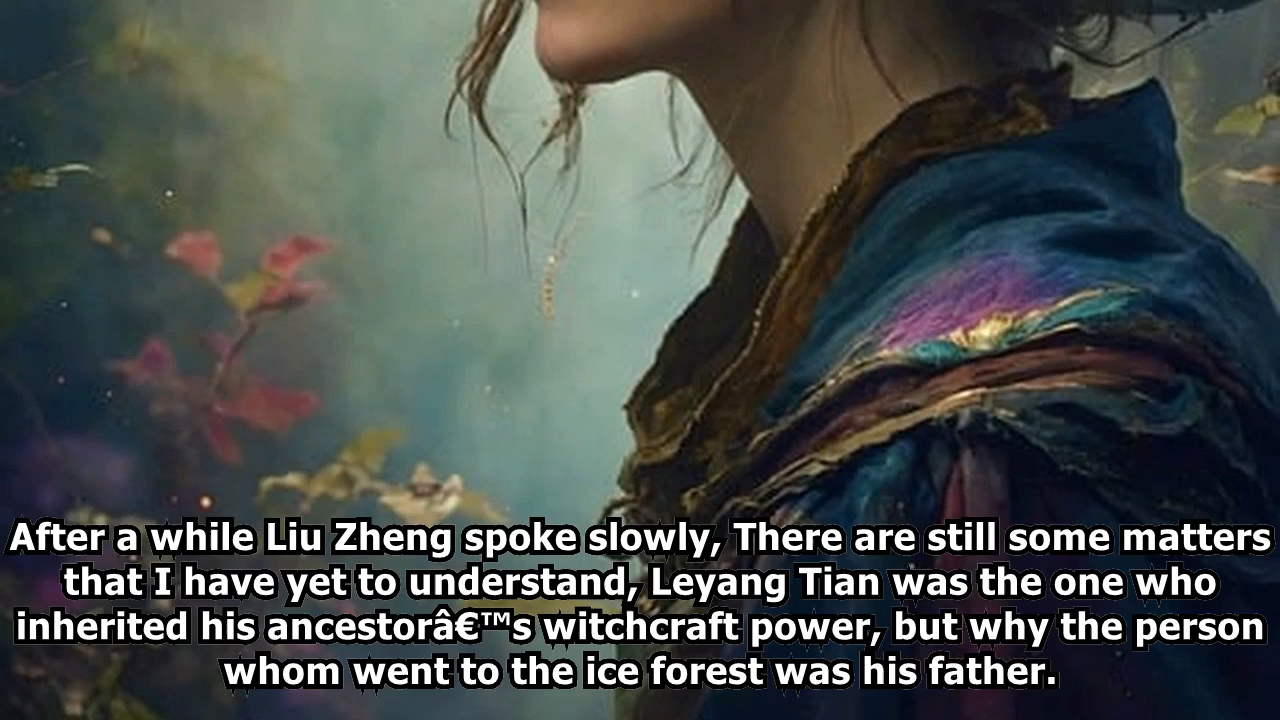 After a while Liu Zheng spoke slowly, There are still some matters
that I have yet to understand, Leyang Tian was the one who
inherited his ancestorâ€™s witchcraft power, but why the person
whom went to the ice forest was his father.